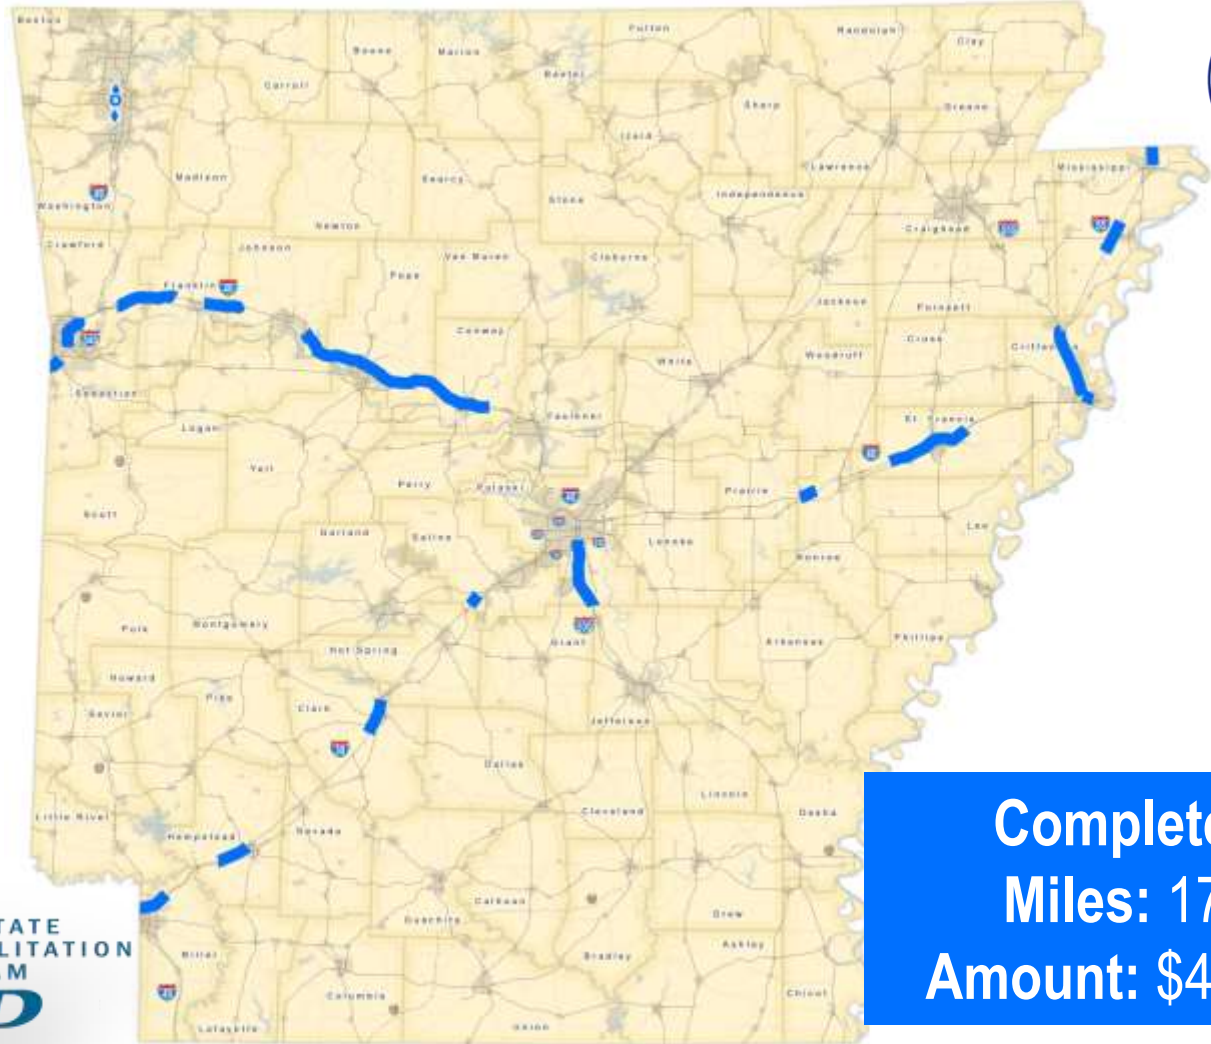 Benton
Boone
Marion
Fulton
Randolph
Clay
Carroll
Baxter
Sharp
Greene
Izard
Lawrence
Mississippi
Madison
Searcy
Stone
Independence
Washington
Newton
Craighead
Crawford
Johnson
Van Buren
Cleburne
Franklin
Pope
Jackson
Poinsett
Conway
White
Woodruff
Cross
Crittenden
Sebastian
Logan
Faulkner
St. Francis
Yell
Perry
Pulaski
Prairie
Scott
Garland
Saline
Lonoke
Lee
Monroe
Polk
Montgomery
Hot Spring
Grant
Arkansas
Phillips
Howard
Pike
Clark
Sevier
Jefferson
Dallas
Lincoln
Cleveland
Desha
Little River
Hempstead
Nevada
Calhoun
Ouachita
Drew
Miller
Bradley
Ashley
Columbia
Chicot
Lafayette
Union
Complete
Miles: 17
Amount: $4
TATE
LITATION
M